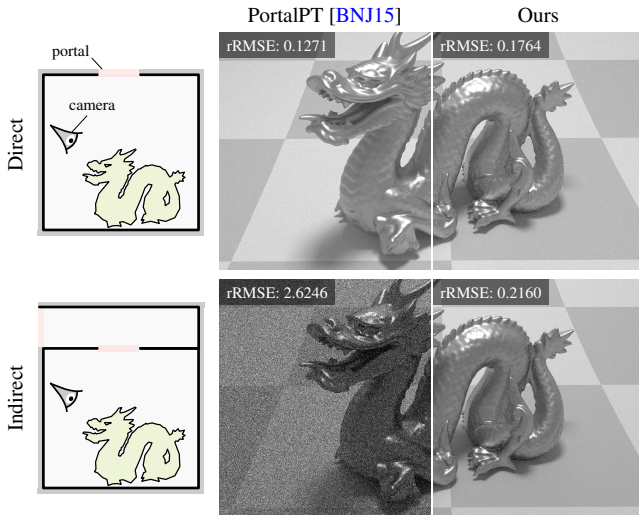 PortalPT [BNJ15]
Ours
portal
camera
Direct
rRMSE: 0.1271
rRMSE: 0.1764
Indirect
rRMSE: 2.6246
rRMSE: 0.2160